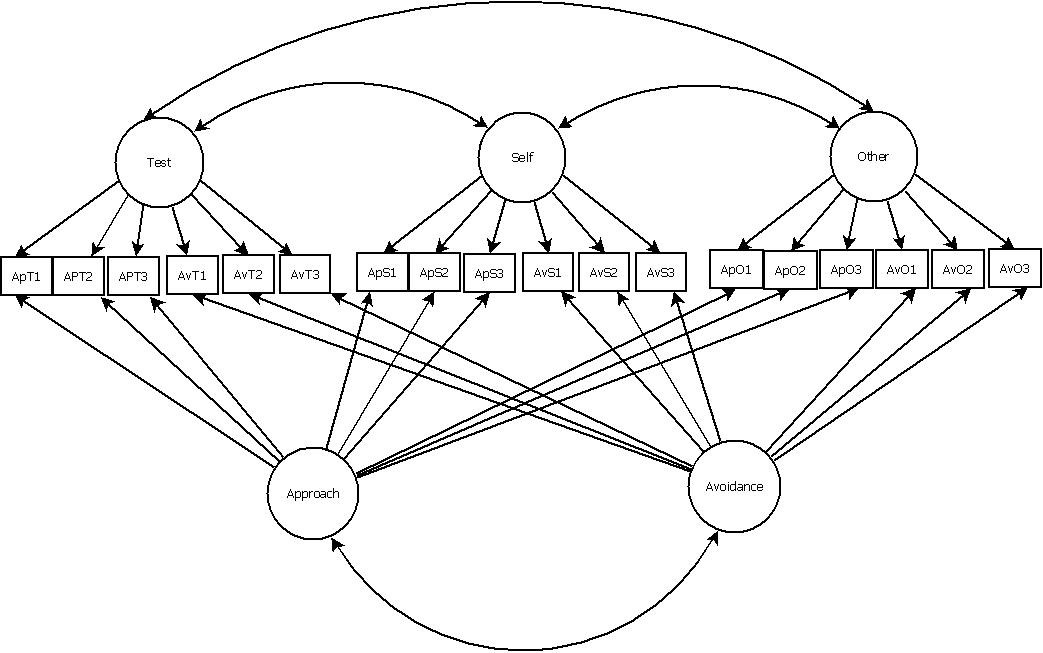 Test
Self
Other
ApT1
APT2
APT3
AvT1
AvT2
AvT3
ApS1
ApS2
ApS3
AvS1
AvS2
AvS3
ApO1
ApO2
ApO3
AvO1
AvO2
AvO3
Approach
Avoidance